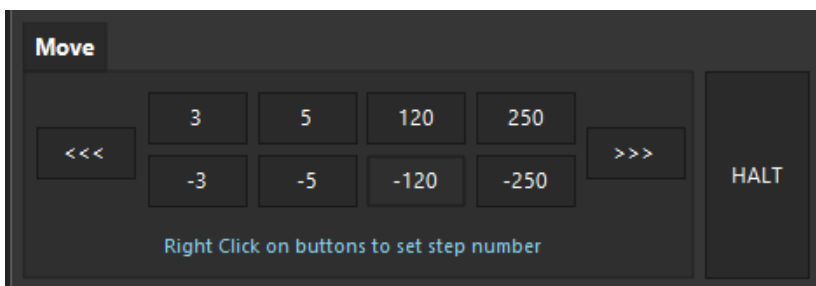 Move
3 5 120 250
<<< >>>
-3 -5 -120 -250
HALT
Right Click on buttons to set step number